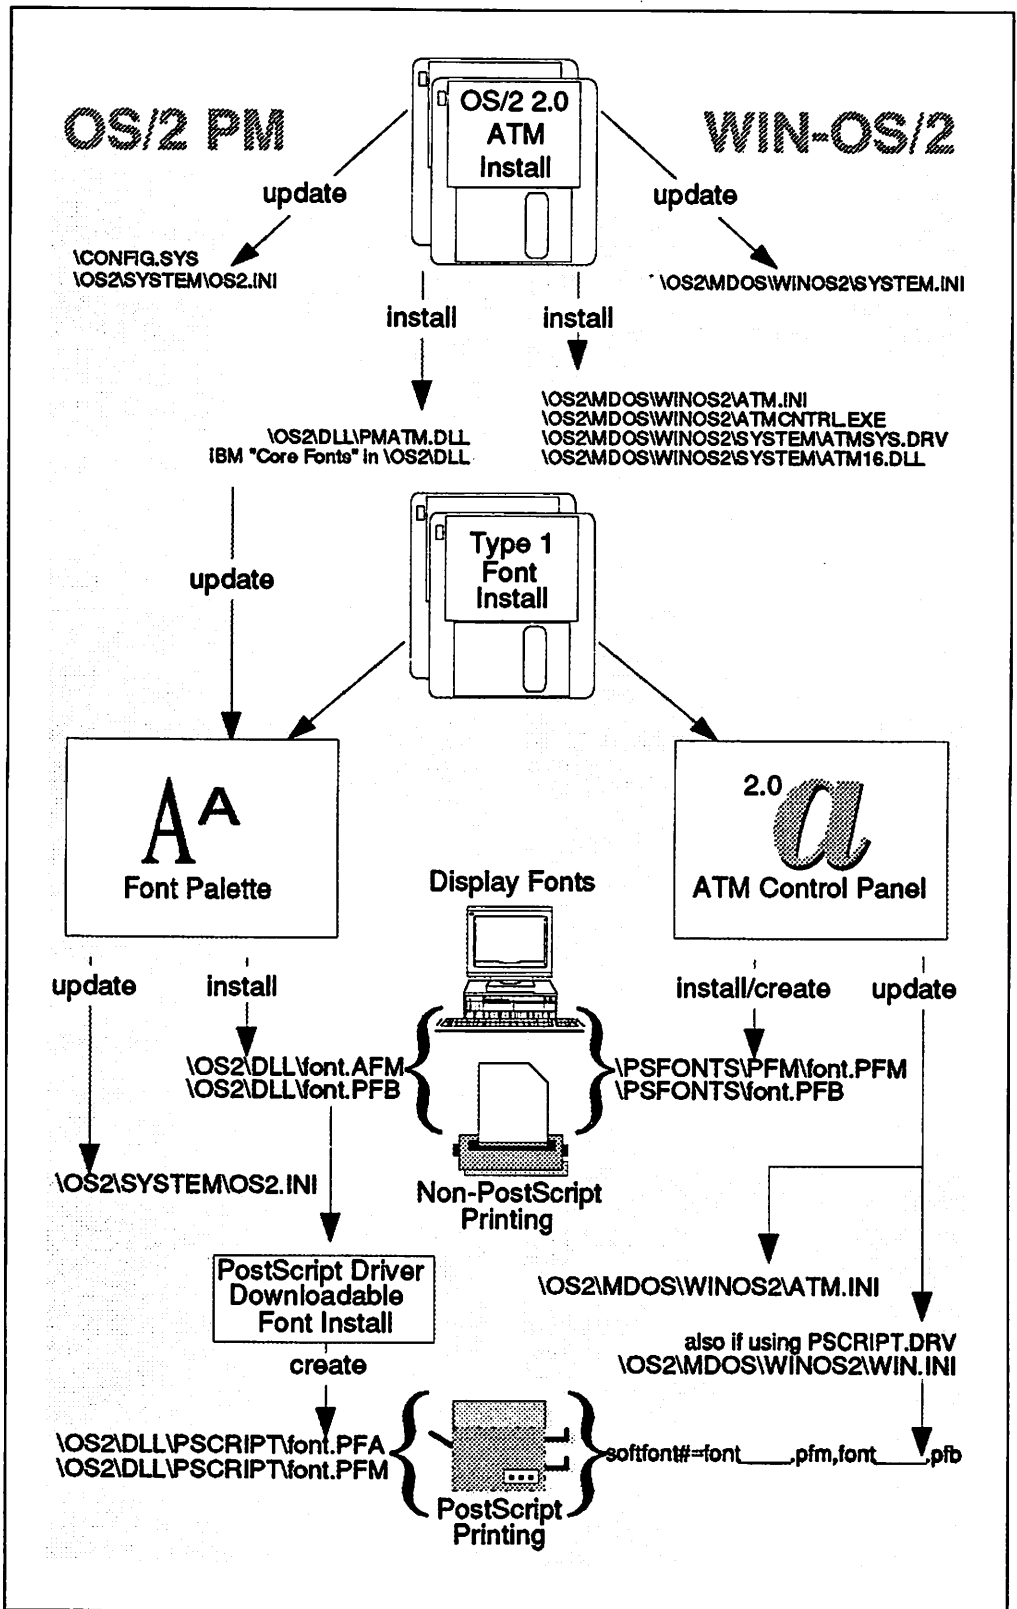 OS/2 PM
OS/2 2.0
ATM
Install
WIN-OS/2
update
update
\CONFIG.SYS
\OS2\SYSTEM\OS2.INI
\OS2\MDOS\WINOS2\SYSTEM.INI
install
install
\OS2\DLL\PMATM.DLL
IBM "Core Fonts" in \OS2\DLL
\OS2\MDOS\WINOS2\ATM.INI
\OS2\MDOS\WINOS2\ATMCNTRL.EXE
\OS2\MDOS\WINOS2\SYSTEM\ATMSYS.DRV
\OS2\MDOS\WINOS2\SYSTEM\ATM16.DLL
Type 1
Font
Install
update
A A
Font Palette
2.0 a
ATM Control Panel
Display Fonts
update
install
install/create
update
\OS2\DLL\font.AFM
\OS2\DLL\font.PFB
\PSFONTS\PFM\font.PFM
\PSFONTS\font.PFB
\OS2\SYSTEM\OS2.INI
Non-PostScript
Printing
PostScript Driver
Downloadable
Font Install
\OS2\MDOS\WINOS2\ATM.INI
also if using PSCRIPT.DRV
\OS2\MDOS\WINOS2\WIN.INI
create
\OS2\DLL\PSCRIPT\font.PFA
\OS2\DLL\PSCRIPT\font.PFM
softfont#=font____.pfm,font____.pfb
PostScript
Printing